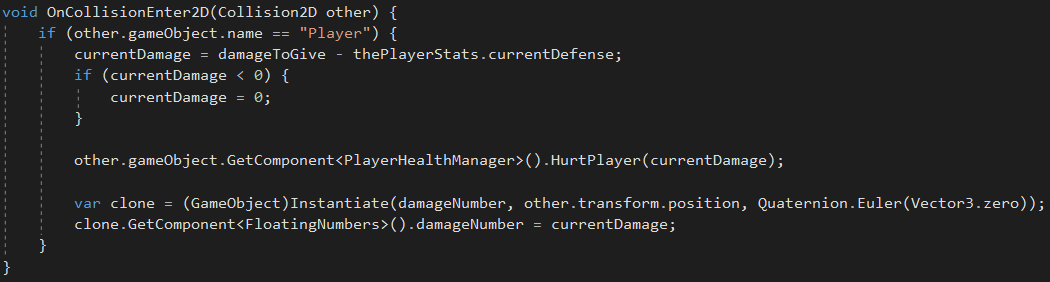 void OnCollisionEnter2D(Collision2D other) {
    if (other.gameObject.name == "Player") {
        currentDamage = damageToGive - thePlayerStats.currentDefense;
        if (currentDamage < 0) {
            currentDamage = 0;
        }

        other.gameObject.GetComponent<PlayerHealthManager>().HurtPlayer(currentDamage);

        var clone = (GameObject)Instantiate(damageNumber, other.transform.position, Quaternion.Euler(Vector3.zero));
        clone.GetComponent<FloatingNumbers>().damageNumber = currentDamage;
    }
}